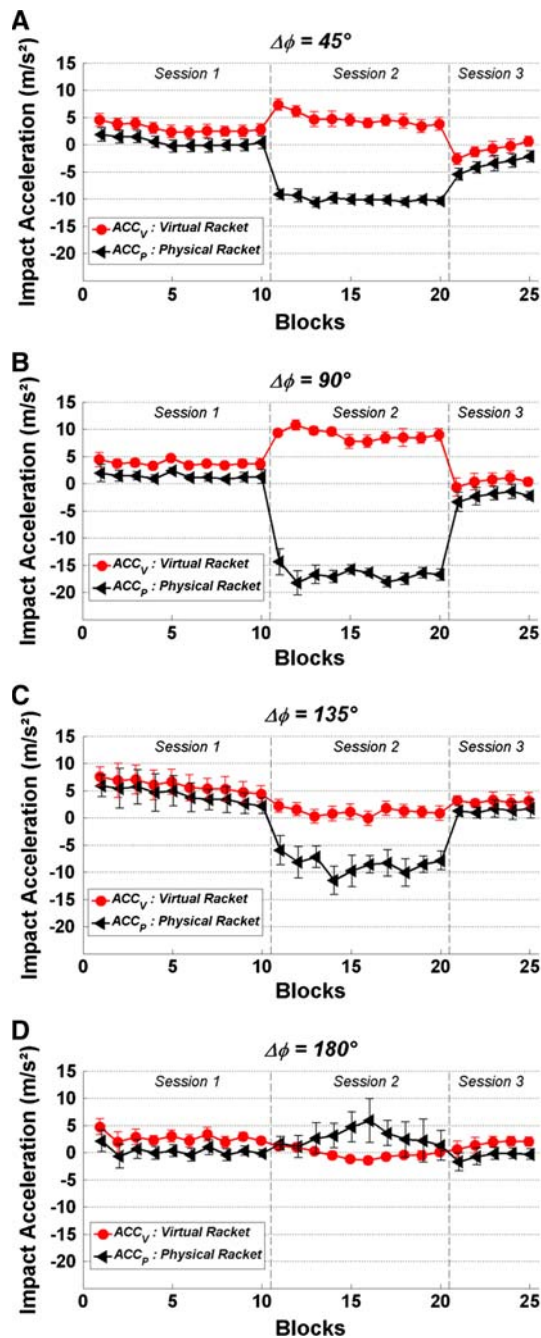 A
Δϕ = 45°
Impact Acceleration (m/s²)
Session 1 Session 2 Session 3
15
10
5
0
-5
-10
-15
-20
ACC_V : Virtual Racket
ACC_P : Physical Racket
0 5 10 15 20 25
Blocks
B
Δϕ = 90°
Impact Acceleration (m/s²)
Session 1 Session 2 Session 3
15
10
5
0
-5
-10
-15
-20
ACC_V : Virtual Racket
ACC_P : Physical Racket
0 5 10 15 20 25
Blocks
C
Δϕ = 135°
Impact Acceleration (m/s²)
Session 1 Session 2 Session 3
15
10
5
0
-5
-10
-15
-20
ACC_V : Virtual Racket
ACC_P : Physical Racket
0 5 10 15 20 25
Blocks
D
Δϕ = 180°
Impact Acceleration (m/s²)
Session 1 Session 2 Session 3
15
10
5
0
-5
-10
-15
-20
ACC_V : Virtual Racket
ACC_P : Physical Racket
0 5 10 15 20 25
Blocks